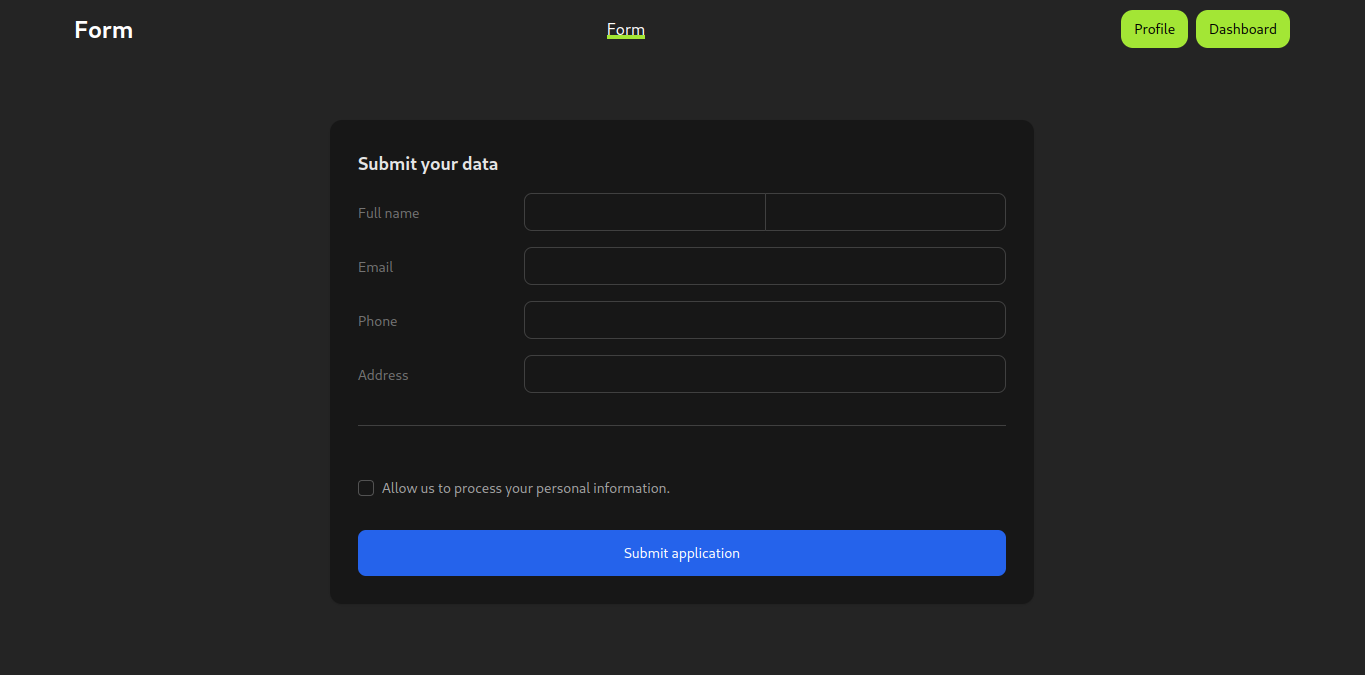 Form
Form
Profile
Dashboard
Submit your data
Full name
Email
Phone
Address
Allow us to process your personal information.
Submit application